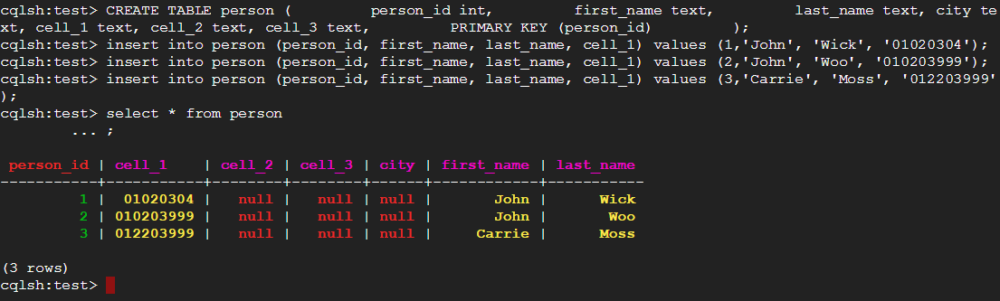 cqlsh:test> CREATE TABLE person (        person_id int,        first_name text,        last_name text, city te
xt, cell_1 text, cell_2 text, cell_3 text,        PRIMARY KEY (person_id)        );
cqlsh:test> insert into person (person_id, first_name, last_name, cell_1) values (1,'John', 'Wick', '01020304');
cqlsh:test> insert into person (person_id, first_name, last_name, cell_1) values (2,'John', 'Woo', '010203999');
cqlsh:test> insert into person (person_id, first_name, last_name, cell_1) values (3,'Carrie', 'Moss', '012203999'
);
cqlsh:test> select * from person
        ... ;
 person_id | cell_1    | cell_2 | cell_3 | city | first_name | last_name
-----------+-----------+--------+--------+------+------------+-----------
         1 |  01020304 |   null |   null | null |       John |      Wick
         2 | 010203999 |   null |   null | null |       John |       Woo
         3 | 012203999 |   null |   null | null |     Carrie |      Moss
(3 rows)
cqlsh:test>